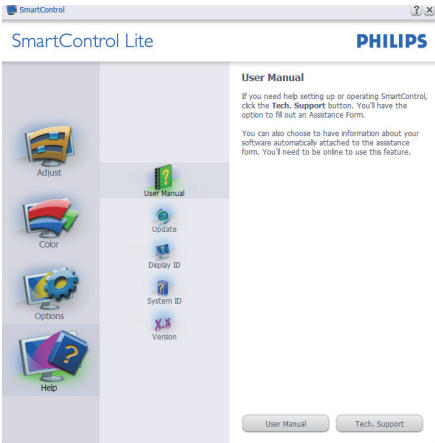 SmartControl
SmartControl Lite
PHILIPS
Adjust
Color
Options
Help
User Manual
Update
Display ID
System ID
X.X
Version
User Manual
If you need help setting up or operating SmartControl,
click the Tech. Support button. You'll have the
option to fill out an Assistance Form.
You can also choose to have information about your
software automatically attached to the assistance
form. You'll need to be online to use this feature.
User Manual
Tech. Support